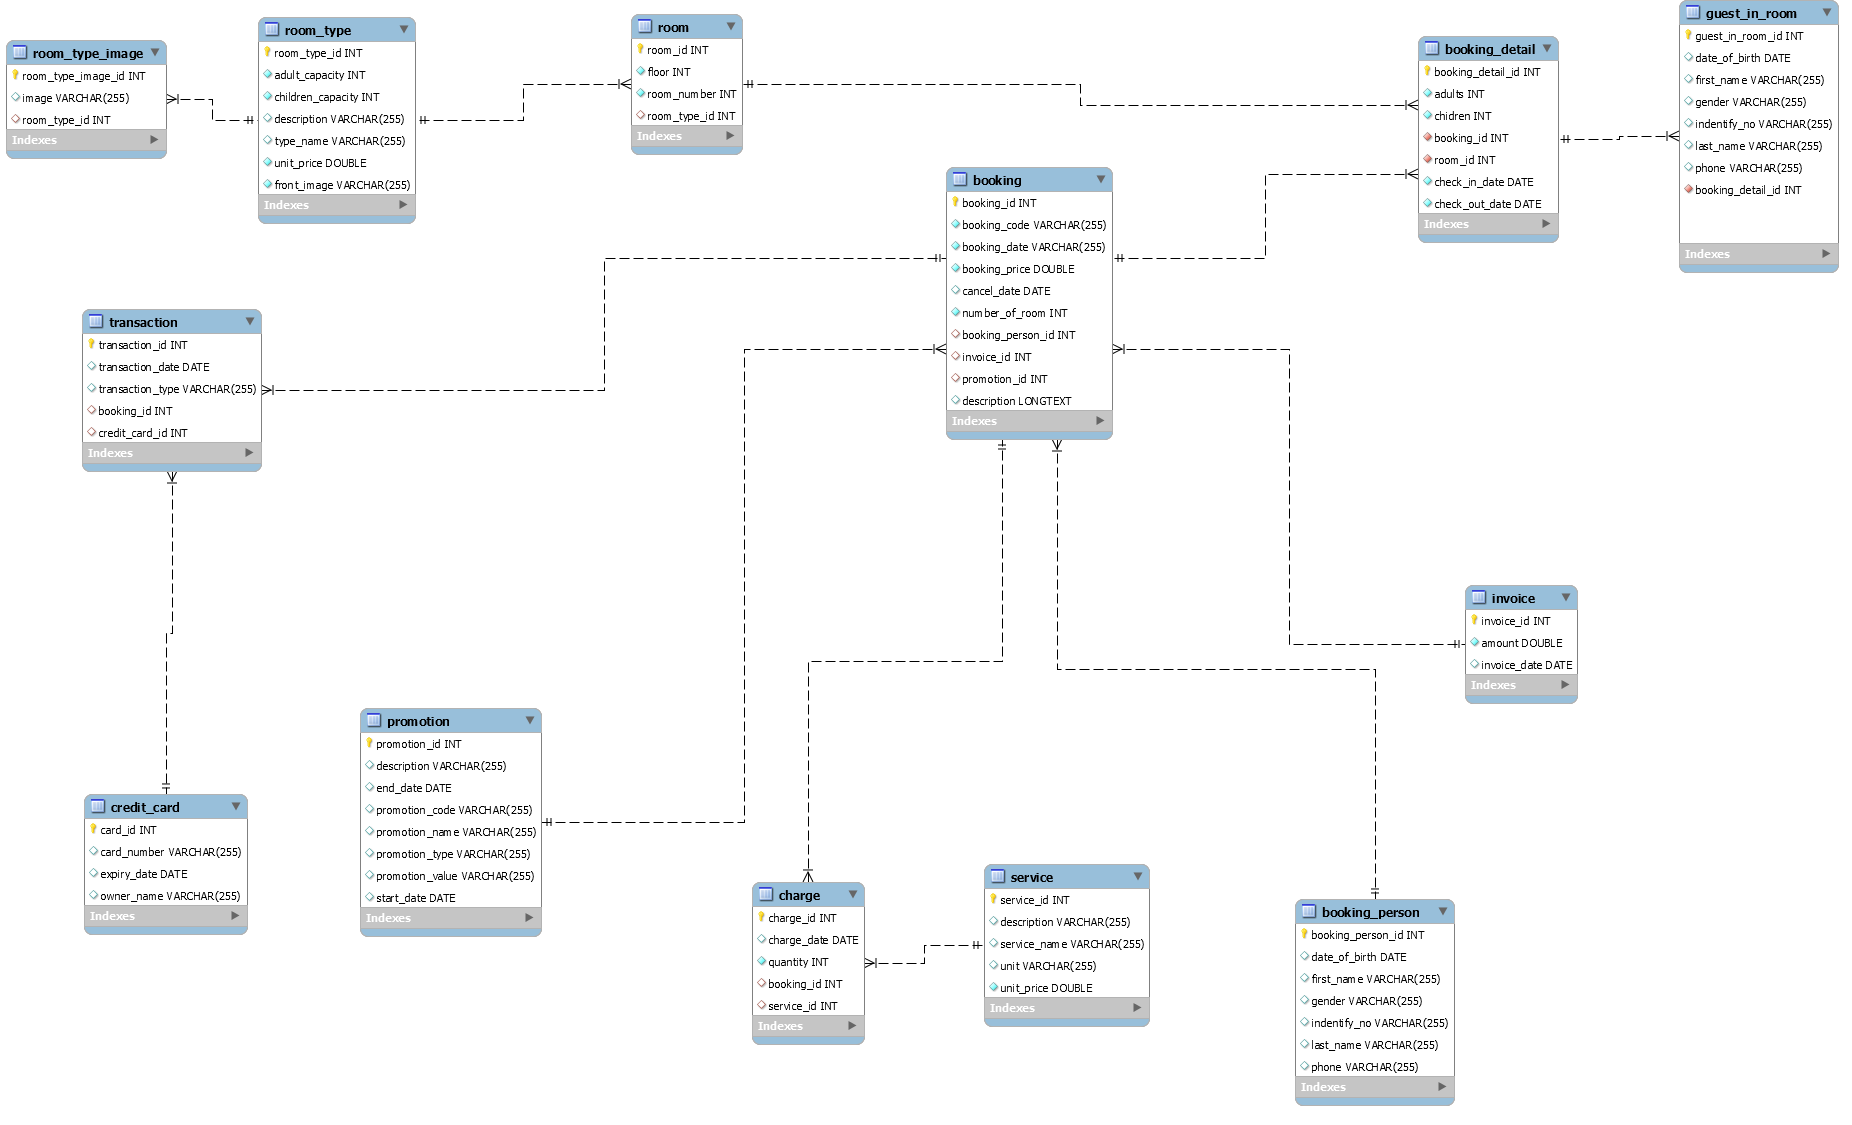 room_type_image
room_type_image_id INT
image VARCHAR(255)
room_type_id INT
Indexes
room_type
room_type_id INT
adult_capacity INT
children_capacity INT
description VARCHAR(255)
type_name VARCHAR(255)
unit_price DOUBLE
front_image VARCHAR(255)
Indexes
room
room_id INT
floor INT
room_number INT
room_type_id INT
Indexes
booking_detail
booking_detail_id INT
adults INT
chidren INT
booking_id INT
room_id INT
check_in_date DATE
check_out_date DATE
Indexes
guest_in_room
guest_in_room_id INT
date_of_birth DATE
first_name VARCHAR(255)
gender VARCHAR(255)
indentify_no VARCHAR(255)
last_name VARCHAR(255)
phone VARCHAR(255)
booking_detail_id INT
Indexes
booking
booking_id INT
booking_code VARCHAR(255)
booking_date VARCHAR(255)
booking_price DOUBLE
cancel_date DATE
number_of_room INT
booking_person_id INT
invoice_id INT
promotion_id INT
description LONGTEXT
Indexes
transaction
transaction_id INT
transaction_date DATE
transaction_type VARCHAR(255)
booking_id INT
credit_card_id INT
Indexes
invoice
invoice_id INT
amount DOUBLE
invoice_date DATE
Indexes
credit_card
card_id INT
card_number VARCHAR(255)
expiry_date DATE
owner_name VARCHAR(255)
Indexes
promotion
promotion_id INT
description VARCHAR(255)
end_date DATE
promotion_code VARCHAR(255)
promotion_name VARCHAR(255)
promotion_type VARCHAR(255)
promotion_value VARCHAR(255)
start_date DATE
Indexes
charge
charge_id INT
charge_date DATE
quantity INT
booking_id INT
service_id INT
Indexes
service
service_id INT
description VARCHAR(255)
service_name VARCHAR(255)
unit VARCHAR(255)
unit_price DOUBLE
Indexes
booking_person
booking_person_id INT
date_of_birth DATE
first_name VARCHAR(255)
gender VARCHAR(255)
indentify_no VARCHAR(255)
last_name VARCHAR(255)
phone VARCHAR(255)
Indexes